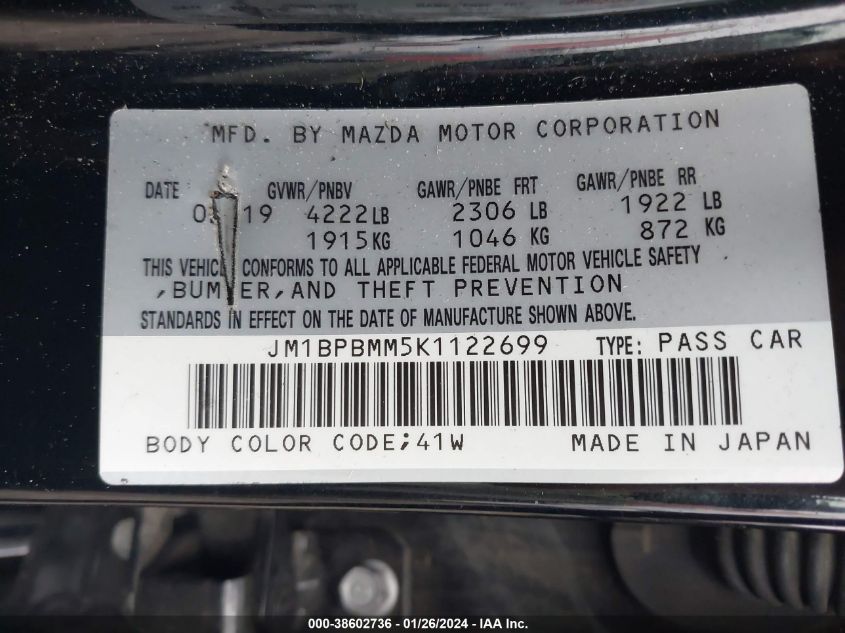 MFD. BY MAZDA MOTOR CORPORATION
DATE GVWR/PNBV GAWR/PNBE FRT GAWR/PNBE RR
19 4222 LB 2306 LB 1922 LB
1915 KG 1046 KG 872 KG
THIS CONFORMS TO ALL APPLICABLE FEDERAL MOTOR VEHICLE SAFETY
, AND THEFT PREVENTION
STANDARDS IN EFFECT ON THE DATE OF MANUFACTURE SHOWN ABOVE.
JM1BPBMM5K1122699 TYPE: PASS CAR
BODY COLOR CODE;41W MADE IN JAPAN
000-38602736 - 01/26/2024 - IAA Inc.